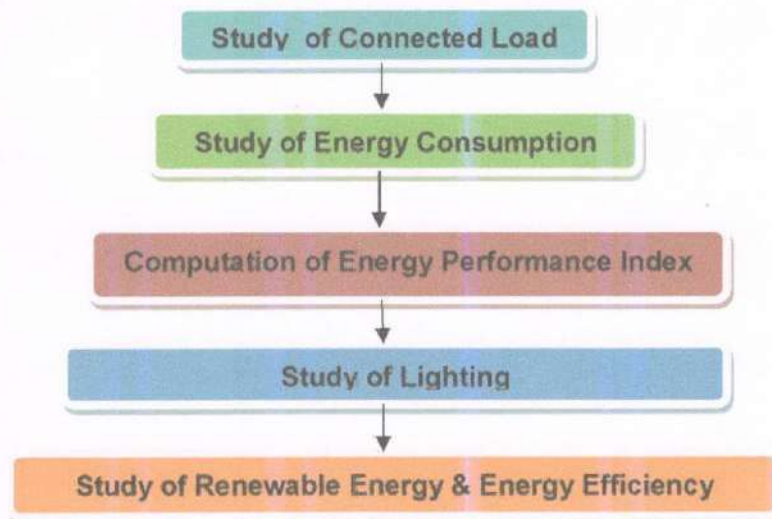 Study of Connected Load
Study of Energy Consumption
Computation of Energy Performance Index
Study of Lighting
Study of Renewable Energy & Energy Efficiency